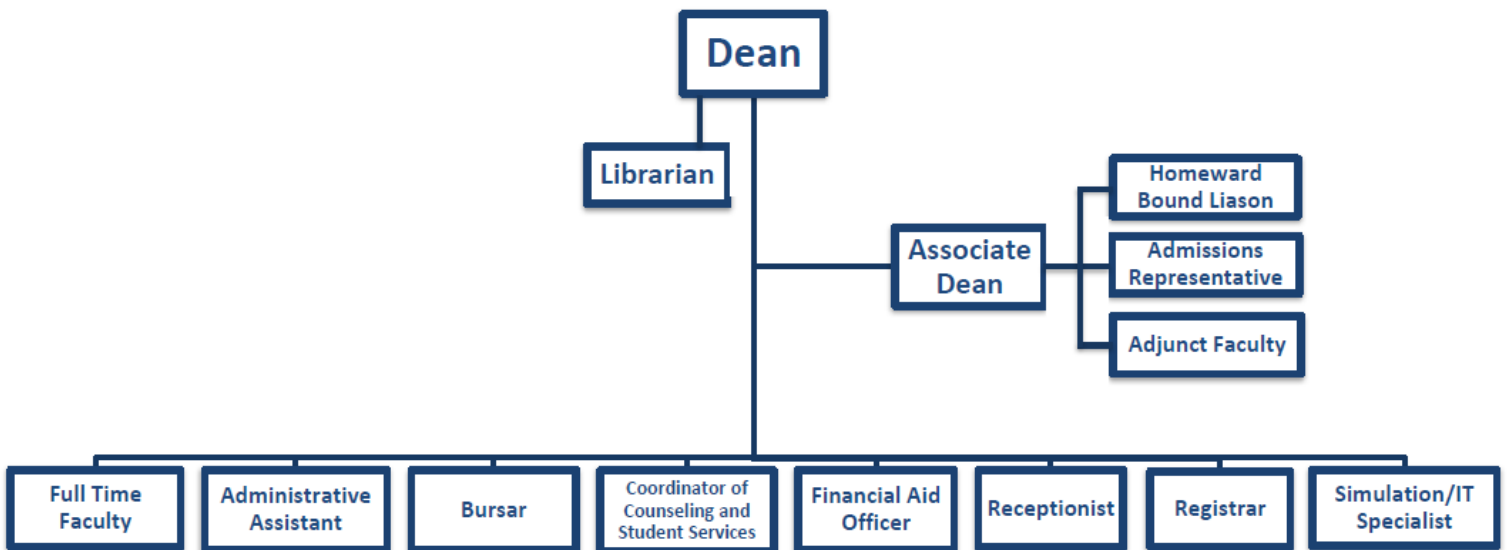 Dean
Librarian
Homeward
Bound Liason
Associate
Dean
Admissions
Representative
Adjunct Faculty
Full Time
Faculty
Administrative
Assistant
Bursar
Coordinator of
Counseling and
Student Services
Financial Aid
Officer
Receptionist
Registrar
Simulation/IT
Specialist